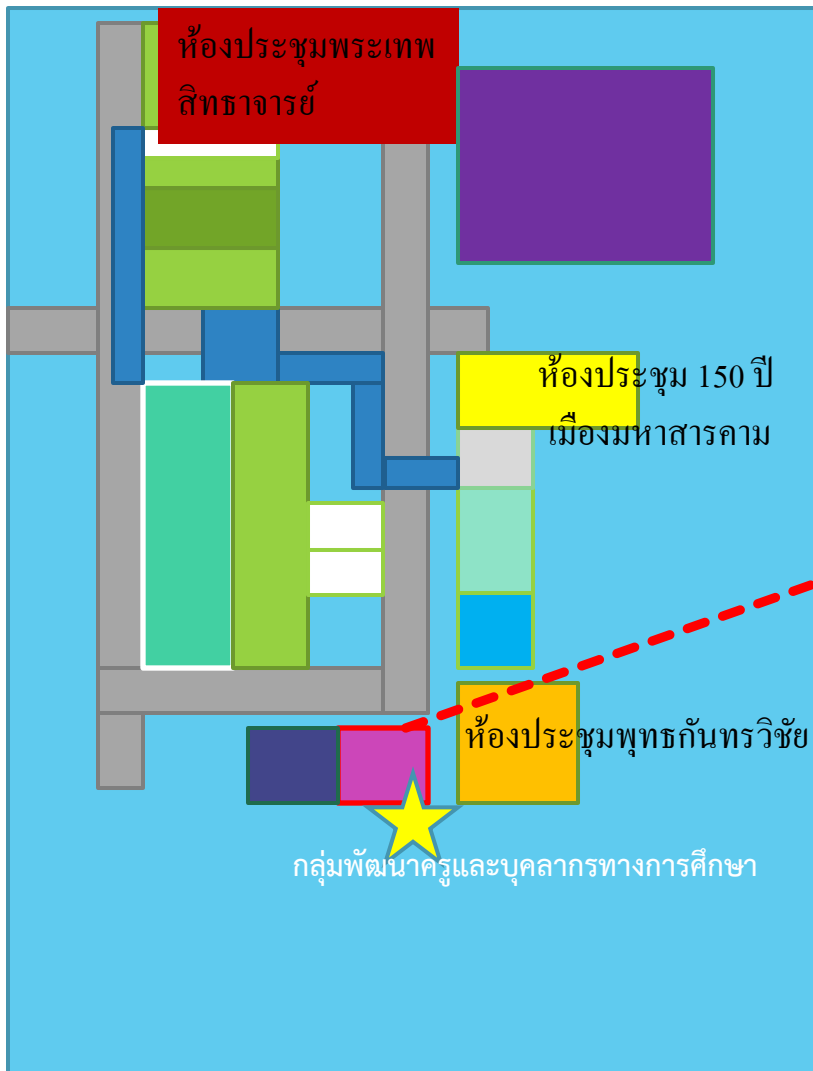 ห้องประชุมพระเทพ
สิทธาจารย์
ห้องประชุม 150 ปี
เมืองมหาสารคาม
ห้องประชุมพุทธกันทรวิชัย
กลุ่มพัฒนาครูและบุคลากรทางการศึกษา